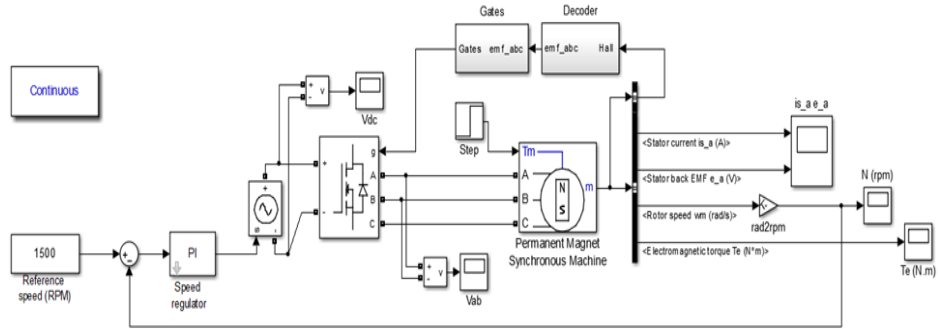 Gates
Decoder
Continuous
Gates emf_abc
emf_abc Hall
+
-
v
Vdc
is_a e_a
Step
g
+
A
B
-
C
Tm
A
B
C
m
N
S
<Stator current is_a (A)>
<Stator back EMF e_a (V)>
N (rpm)
+
s -
<Rotor speed wm (rad/s)>
rad2rpm
Permanent Magnet
Synchronous Machine
<Electromagnetic torque Te (N*m)>
Te (N.m)
1500
Reference
speed (RPM)
+
-
PI
Speed
regulator
+
-
v
Vab